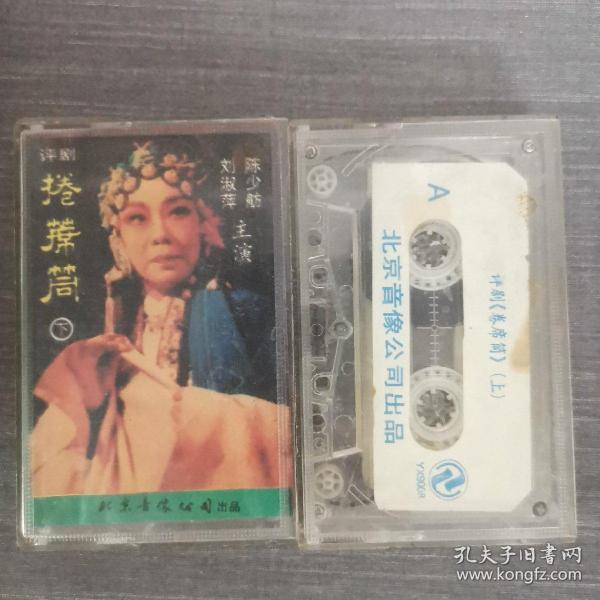 评剧
捲蓆筒
下
陈少舫
刘淑萍
主演
北京音像公司出品
A
北京音像公司出品
评剧《卷席筒》(上)
孔夫子旧书网
www.kongfz.com